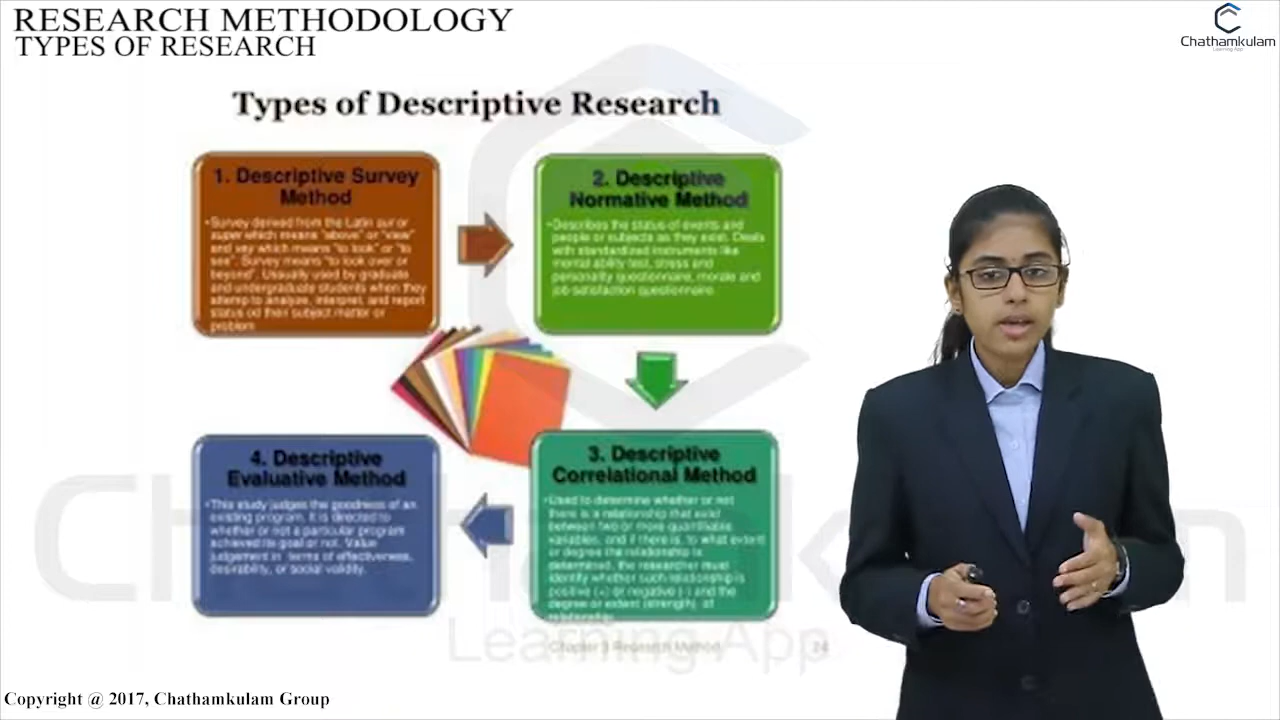 RESEARCH METHODOLOGY
TYPES OF RESEARCH
Chathamkulam
Learning App
Types of Descriptive Research
1. Descriptive Survey
Method
•Survey derived from the Latin sur or
super which means "above" or "view"
and vey which means "to look" or "to
see". Survey means "to look over or
beyond". Usually used by graduate
and undergraduate students when they
attemp to analyze, interpret, and report
status od their subject matter or
problem
2. Descriptive
Normative Method
•Describes the status of events and
people or subjects as they exist. Deals
with standardized instruments like
mental ability test, stress and
personality questionnaire, morale and
job satisfaction questionnaire.
4. Descriptive
Evaluative Method
•This study judges the goodness of an
existing program. It is directed to
whether or not a particular program
achieved its goal or not. Value
judgement in terms of effectiveness,
desirability, or social validity.
3. Descriptive
Correlational Method
•Used to determine whether or not
there is a relationship that exist
between two or more quantifiable
variables, and if there is, to what extent
or degree the relationship is
determined, the researcher must
identify whether such relationship is
positive (+) or negative (-) and the
degree or extent (strength) of
relationship.
Learning App
Chapter 3 Research Method
24
Copyright @ 2017, Chathamkulam Group